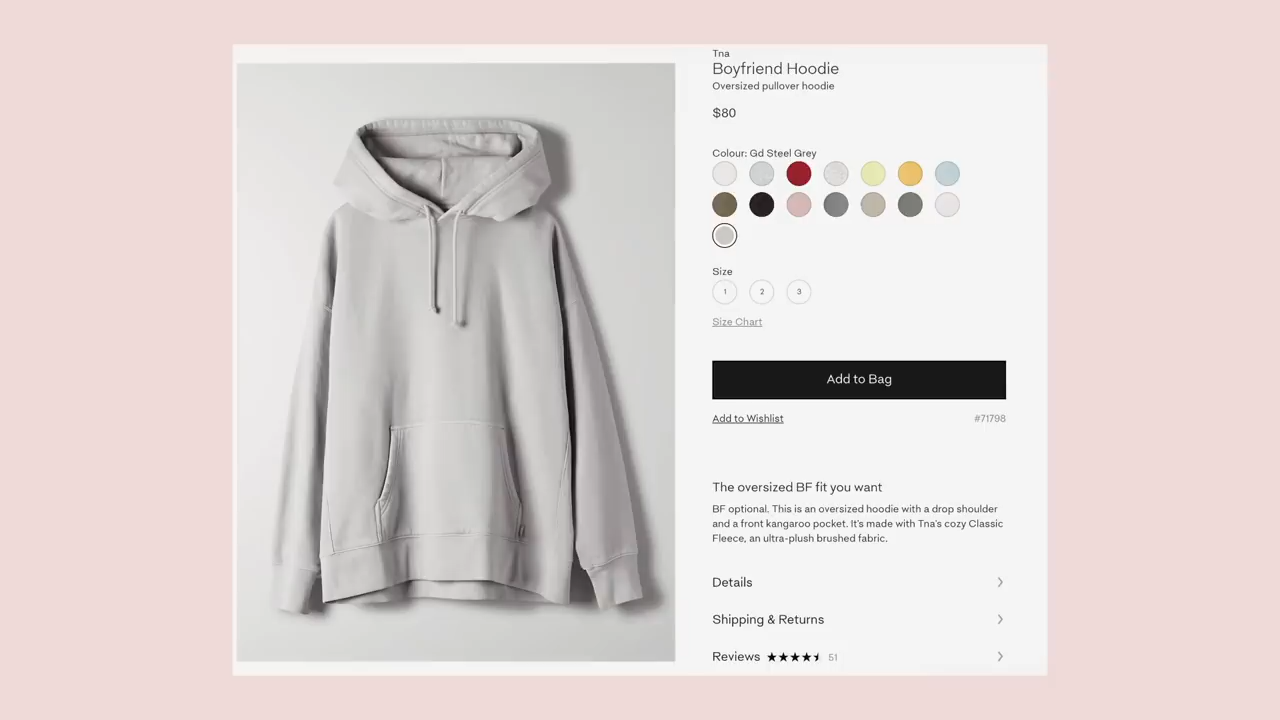 Tna
Boyfriend Hoodie
Oversized pullover hoodie
$80
Colour: Gd Steel Grey
Size
1 2 3
Size Chart
Add to Bag
Add to Wishlist #71798
The oversized BF fit you want
BF optional. This is an oversized hoodie with a drop shoulder
and a front kangaroo pocket. It's made with Tna's cozy Classic
Fleece, an ultra-plush brushed fabric.
Details
Shipping & Returns
Reviews 51